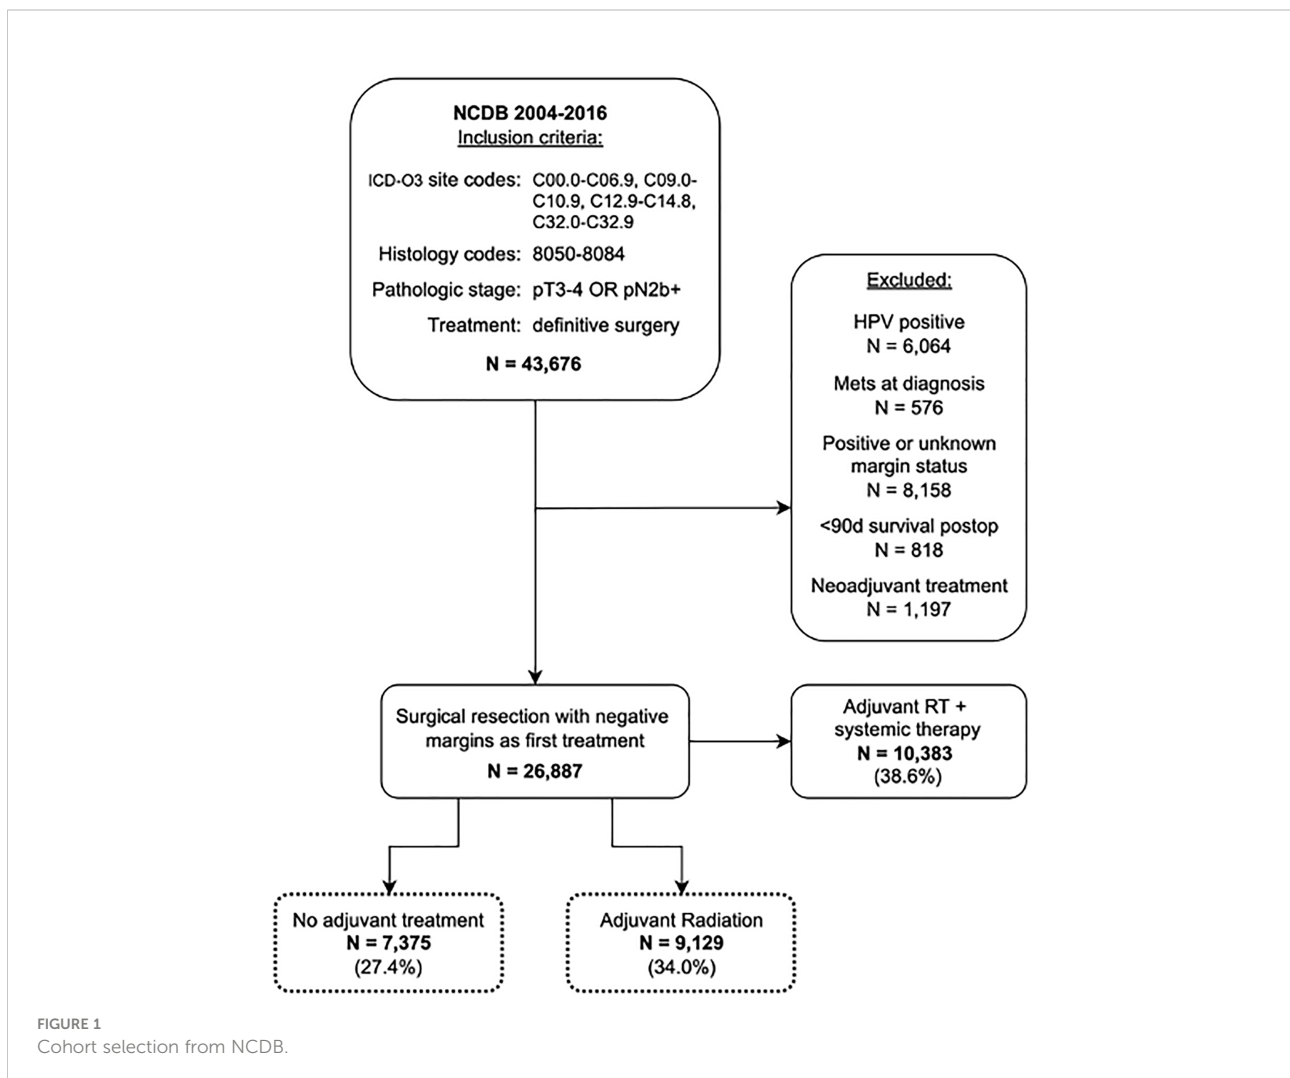 NCDB 2004-2016
Inclusion criteria:
ICD-O3 site codes: C00.0-C06.9, C09.0-
C10.9, C12.9-C14.8,
C32.0-C32.9
Histology codes: 8050-8084
Pathologic stage: pT3-4 OR pN2b+
Treatment: definitive surgery
N = 43,676
Excluded:
HPV positive
N = 6,064
Mets at diagnosis
N = 576
Positive or unknown
margin status
N = 8,158
<90d survival postop
N = 818
Neoadjuvant treatment
N = 1,197
Surgical resection with negative
margins as first treatment
N = 26,887
Adjuvant RT +
systemic therapy
N = 10,383
(38.6%)
No adjuvant treatment
N = 7,375
(27.4%)
Adjuvant Radiation
N = 9,129
(34.0%)
FIGURE 1
Cohort selection from NCDB.